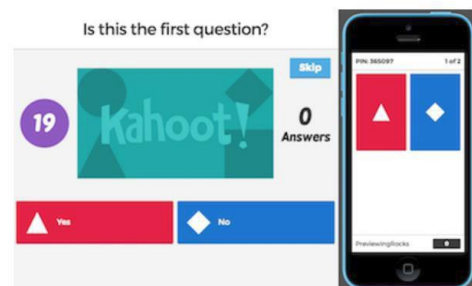 Is this the first question?
Skip
19
Kahoot!
0
Answers
Yes
No
PIN: 365097
1 of 2
PreviewingRocks
0